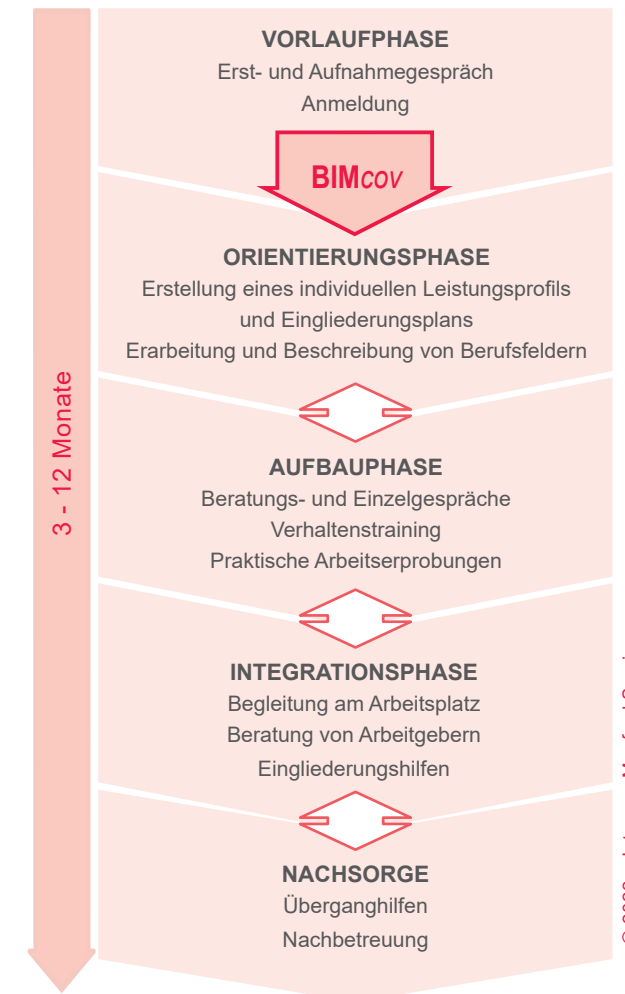 VORLAUFPHASE
Erst- und Aufnahmegespräch
Anmeldung
BIMcov
ORIENTIERUNGSPHASE
Erstellung eines individuellen Leistungsprofils
und Eingliederungsplans
Erarbeitung und Beschreibung von Berufsfeldern
AUFBAUPHASE
Beratungs- und Einzelgespräche
Verhaltenstraining
Praktische Arbeitserprobungen
INTEGRATIONSPHASE
Begleitung am Arbeitsplatz
Beratung von Arbeitgebern
Eingliederungshilfen
NACHSORGE
Überganghilfen
Nachbetreuung
3 - 12 Monate